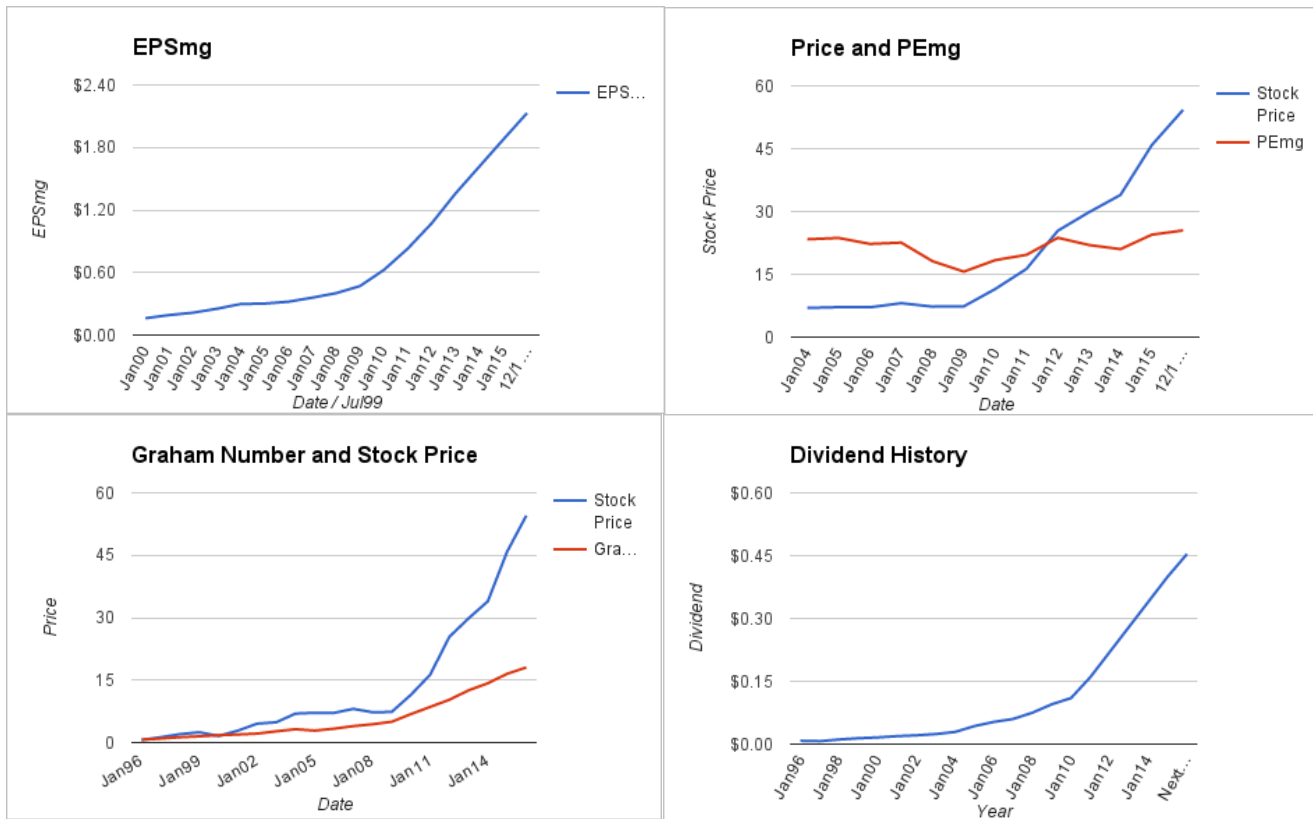 EPSmg
$2.40
$1.80
$1.20
$0.60
$0.00
EPSmg
EPS...
Jan00
Jan01
Jan02
Jan03
Jan04
Jan05
Jan06
Jan07
Jan08
Jan09
Jan10
Jan11
Jan12
Jan13
Jan14
Jan15
12/1 ...
Date / Jul99
Price and PEmg
60
45
30
15
0
Stock Price
Stock
Price
PEmg
Jan04
Jan05
Jan06
Jan07
Jan08
Jan09
Jan10
Jan11
Jan12
Jan13
Jan14
Jan15
12/1 ...
Date
Graham Number and Stock Price
60
45
30
15
0
Price
Stock
Price
Gra...
Jan96
Jan99
Jan02
Jan05
Jan08
Jan11
Jan14
Date
Dividend History
$0.60
$0.45
$0.30
$0.15
$0.00
Dividend
Jan96
Jan98
Jan00
Jan02
Jan04
Jan06
Jan08
Jan10
Jan12
Jan14
Next...
Year